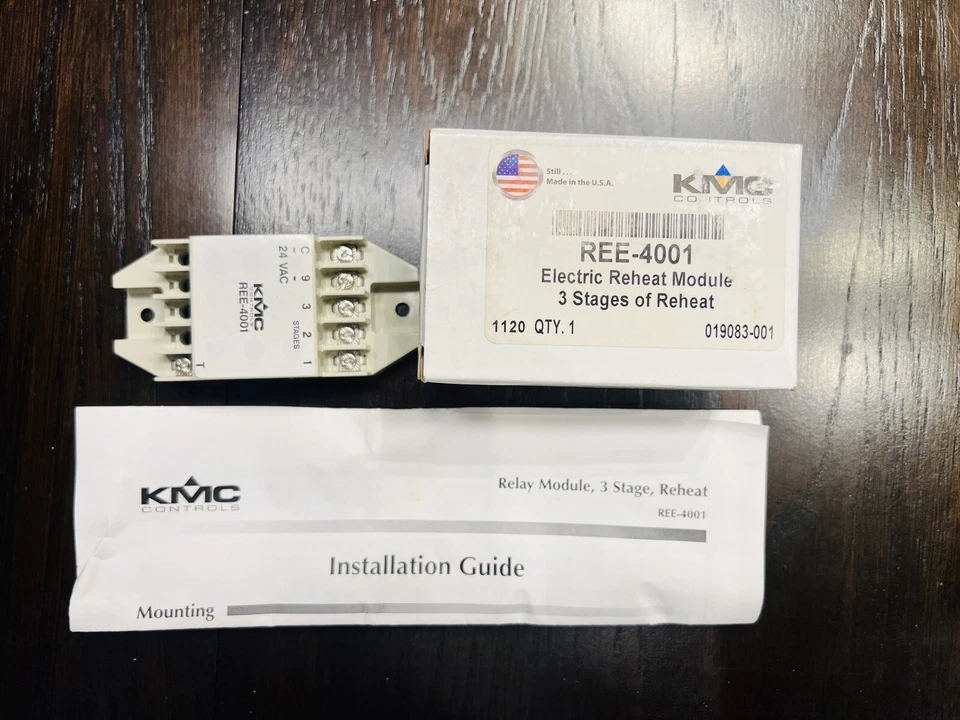 Still . . .
Made in the U.S.A.
KMC
CONTROLS
REE-4001
Electric Reheat Module
3 Stages of Reheat
1120 QTY. 1
019083-001
C 9 3 2 1
- -
24 VAC
STAGES
KMC
CONTROLS
REE-4001
T
KMC
CONTROLS
Relay Module, 3 Stage, Reheat
REE-4001
Installation Guide
Mounting